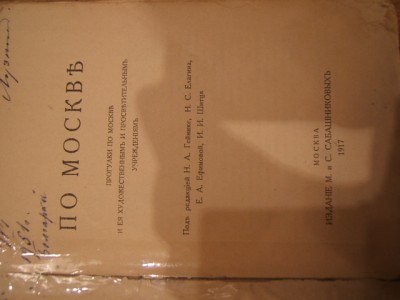 ПО МОСКВѢ
ПРОГУЛКИ ПО МОСКВѢ
И ЕЯ ХУДОЖЕСТВЕННЫМЪ И ПРОСВѢТИТЕЛЬНЫМЪ
УЧРЕЖДЕНІЯМЪ
Подъ редакціей Н. А. Гейнике, Н. С. Елагина,
Е. А. Ефимовой, И. И. Шитца
МОСКВА
ИЗДАНІЕ М. и С. САБАШНИКОВЫХЪ
1917